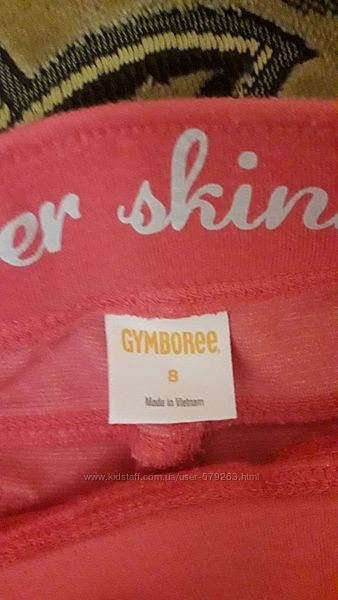 er skin
GYMBOREE
8
Made in Vietnam
www.kidstaff.com.ua/user-579263.html